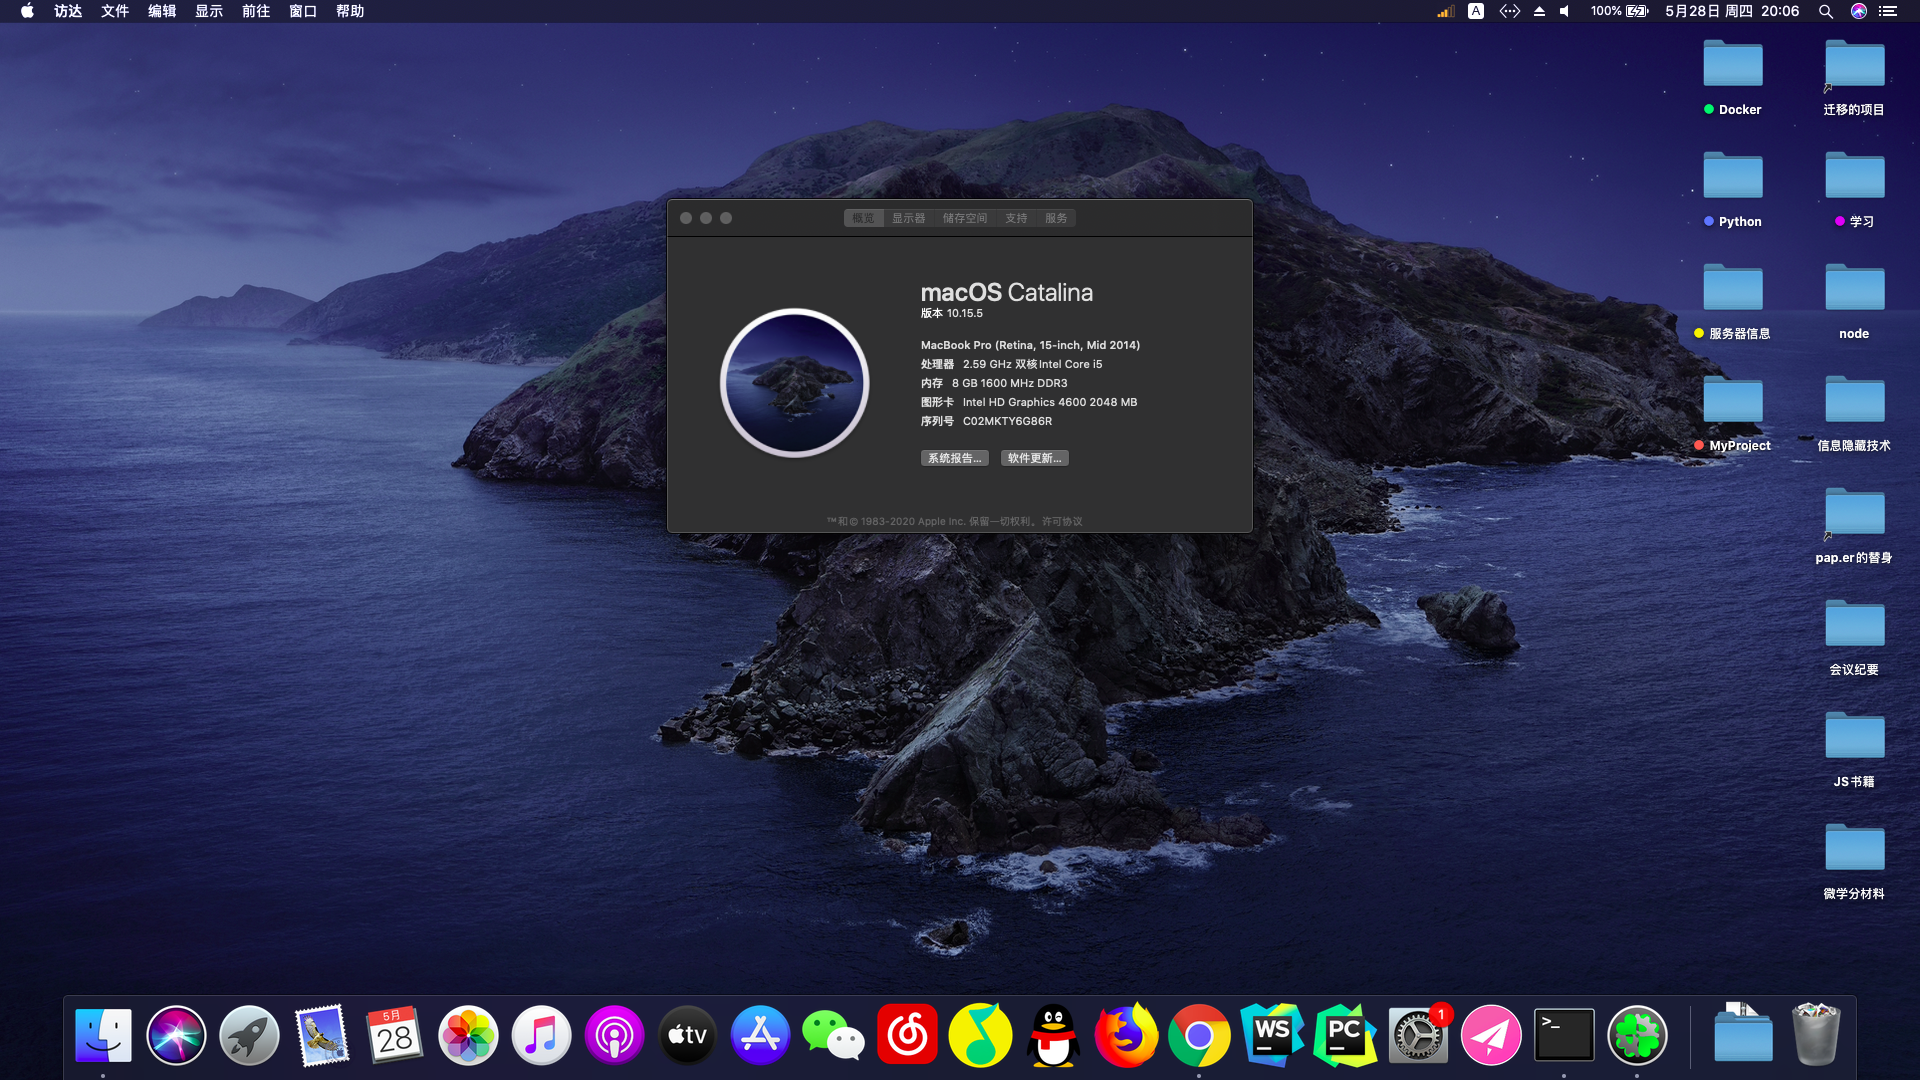 访达 文件 编辑 显示 前往 窗口 帮助
A 100% 5月28日 周四 20:06
Docker 迁移的项目
Python 学习
服务器信息 node
MyProject 信息隐藏技术
pap.er的替身
会议纪要
JS书籍
微学分材料
概览 显示器 储存空间 支持 服务
macOS Catalina
版本 10.15.5
MacBook Pro (Retina, 15-inch, Mid 2014)
处理器 2.59 GHz 双核Intel Core i5
内存 8 GB 1600 MHz DDR3
图形卡 Intel HD Graphics 4600 2048 MB
序列号 C02MKTY6G86R
系统报告... 软件更新...
™和© 1983-2020 Apple Inc. 保留一切权利。许可协议
5月
28
tv
WS
PC
1
>_